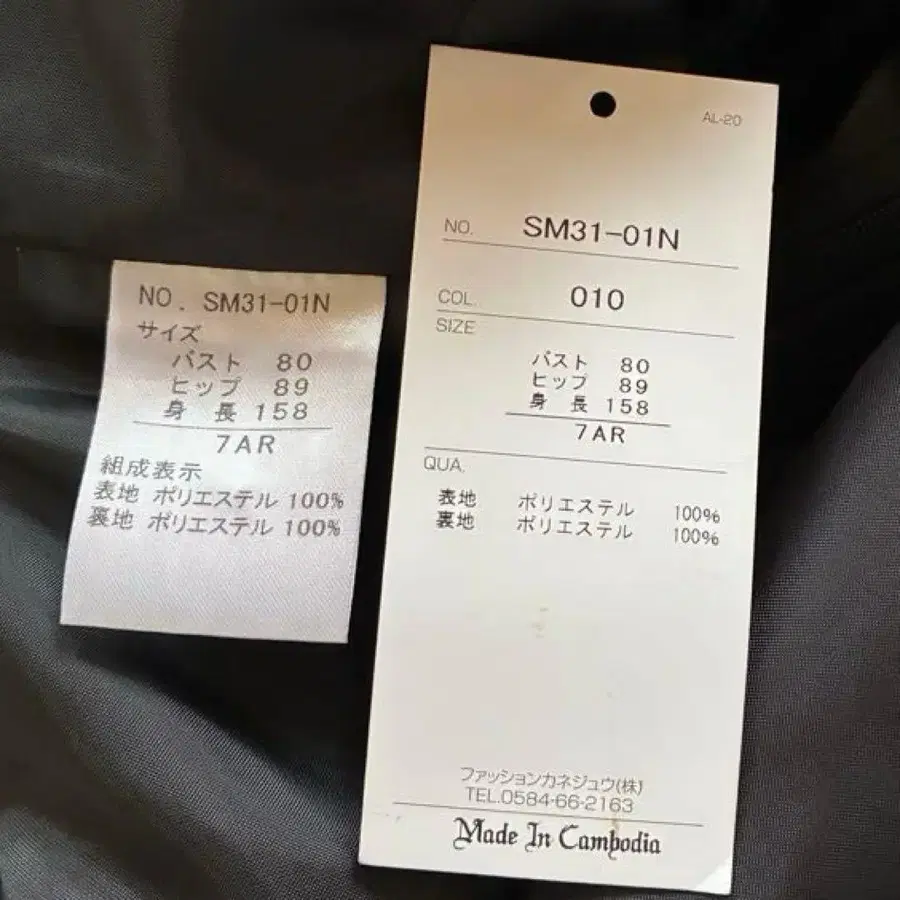 NO. SM31-01N
サイズ
バスト 80
ヒップ 89
身 長 158
7AR
組成表示
表地 ポリエステル 100%
裏地 ポリエステル 100%
AL-20
NO. SM31-01N
COL. 010
SIZE
バスト 80
ヒップ 89
身 長 158
7AR
QUA.
表地 ポリエステル 100%
裏地 ポリエステル 100%
ファッションカネジュウ(株)
TEL.0584-66-2163
Made In Cambodia